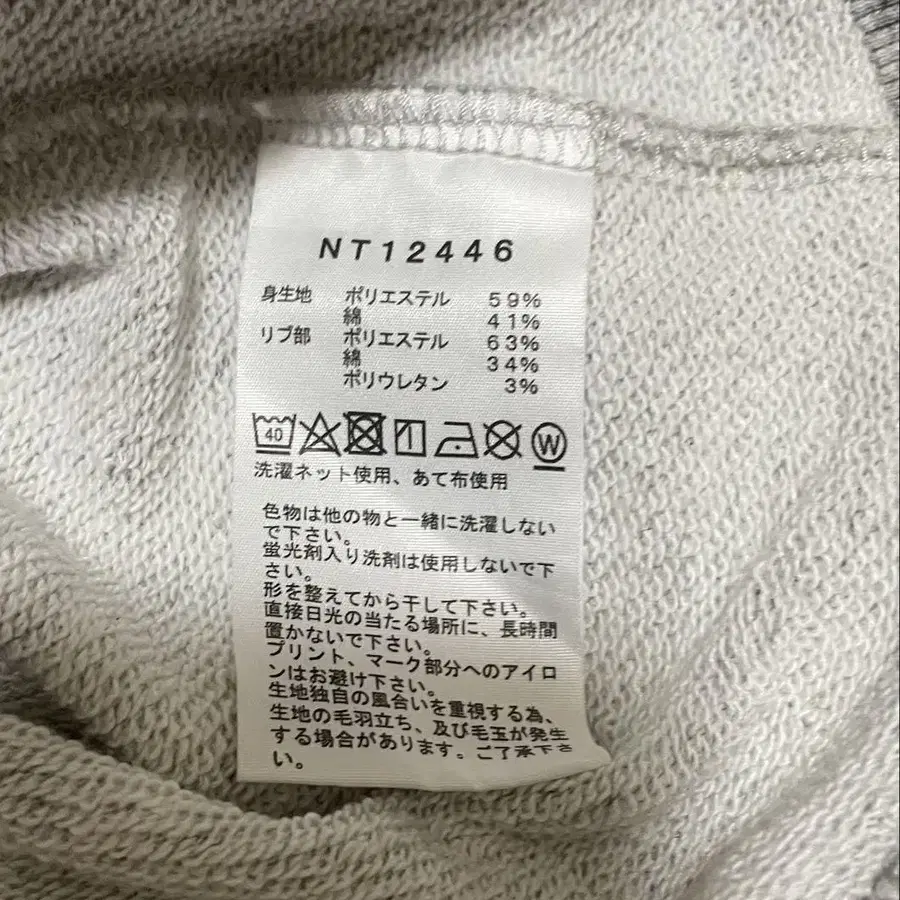 NT12446
身生地 ポリエステル 59%
綿 41%
リブ部 ポリエステル 63%
綿 34%
ポリウレタン 3%
40 W
洗濯ネット使用、あて布使用
色物は他の物と一緒に洗濯しない
で下さい。
蛍光剤入り洗剤は使用しないで下
さい。
形を整えてから干して下さい。
直接日光の当たる場所に、長時間
置かないで下さい。
プリント、マーク部分へのアイロ
ンはお避け下さい。
生地独自の風合いを重視する為、
生地の毛羽立ち、及び毛玉が発生
する場合があります。ご了承下さ
い。